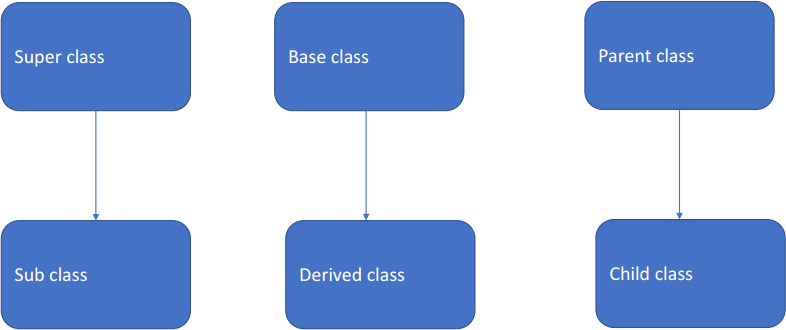 Super class
Base class
Parent class
Sub class
Derived class
Child class